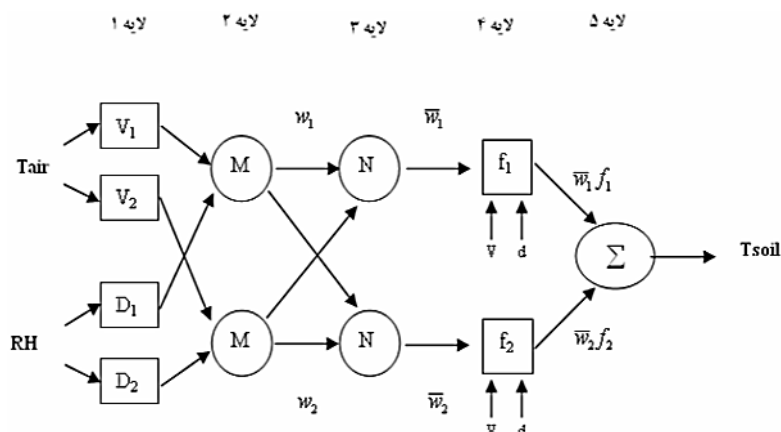 لایه ۱ لایه ۲ لایه ۳ لایه ۴ لایه ۵
V₁
w₁ w̅₁
Tair M N f₁ w̅₁f₁
V₂
V d
Σ Tsoil
D₁
RH M N f₂ w̅₂f₂
D₂
w₂ w̅₂
V d